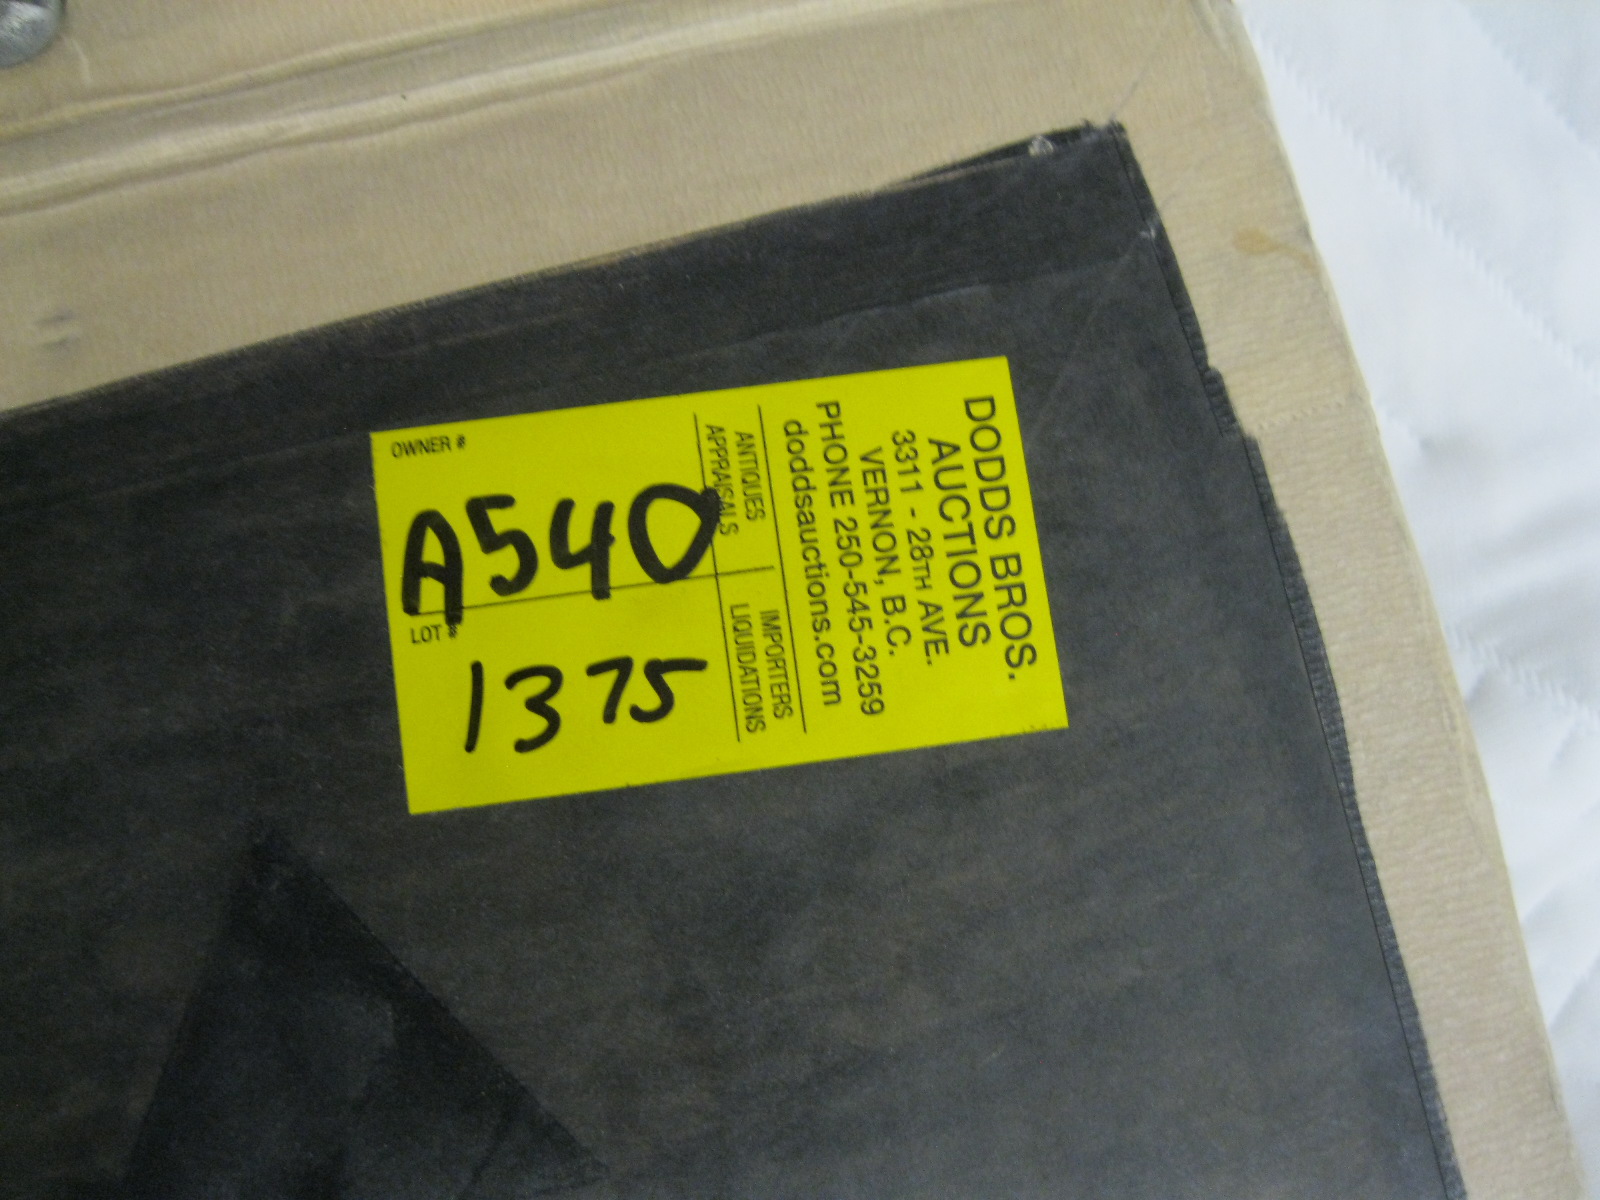 DODDS BROS.
AUCTIONS
3311 - 28TH AVE.
VERNON, B.C.
PHONE 250-545-3259
doddsauctions.com
ANTIQUES
APPRAISALS
IMPORTERS
LIQUIDATIONS
OWNER #
A540
LOT #
1375